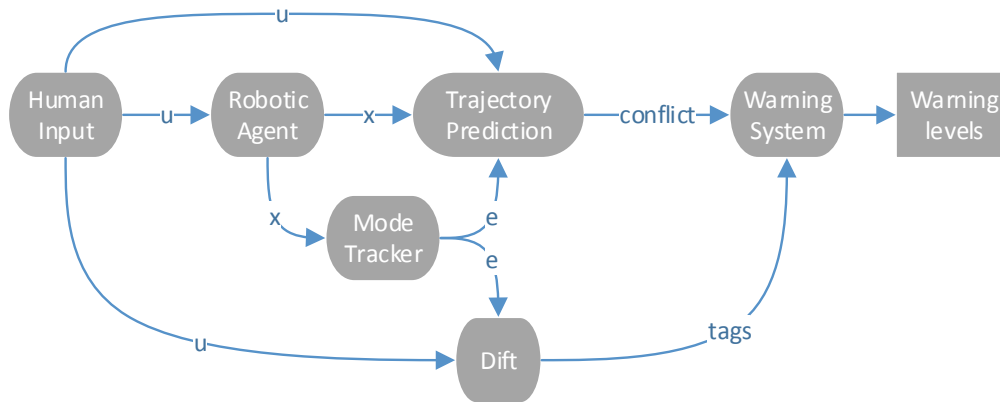 u
Human
Input
u
Robotic
Agent
x
Trajectory
Prediction
conflict
Warning
System
Warning
levels
x
Mode
Tracker
e
e
u
Dift
tags